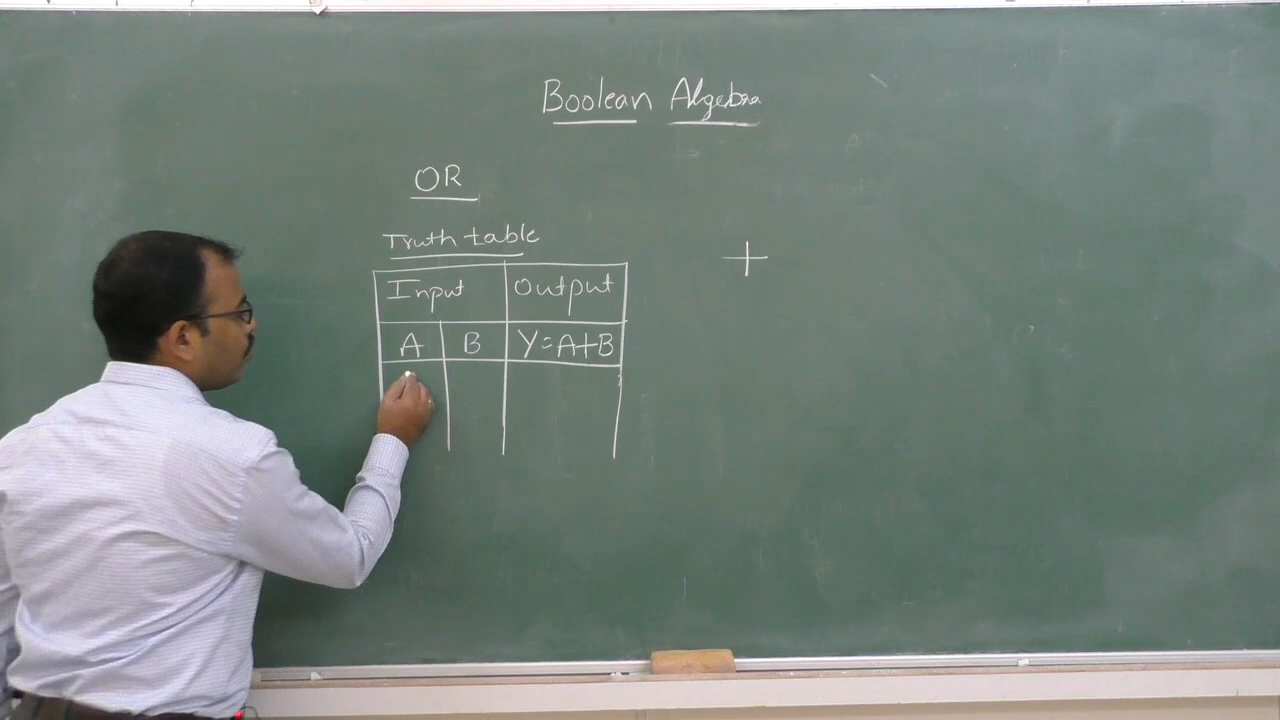 Boolean Algebra
OR
Truth table
+
Input Output
A B Y=A+B